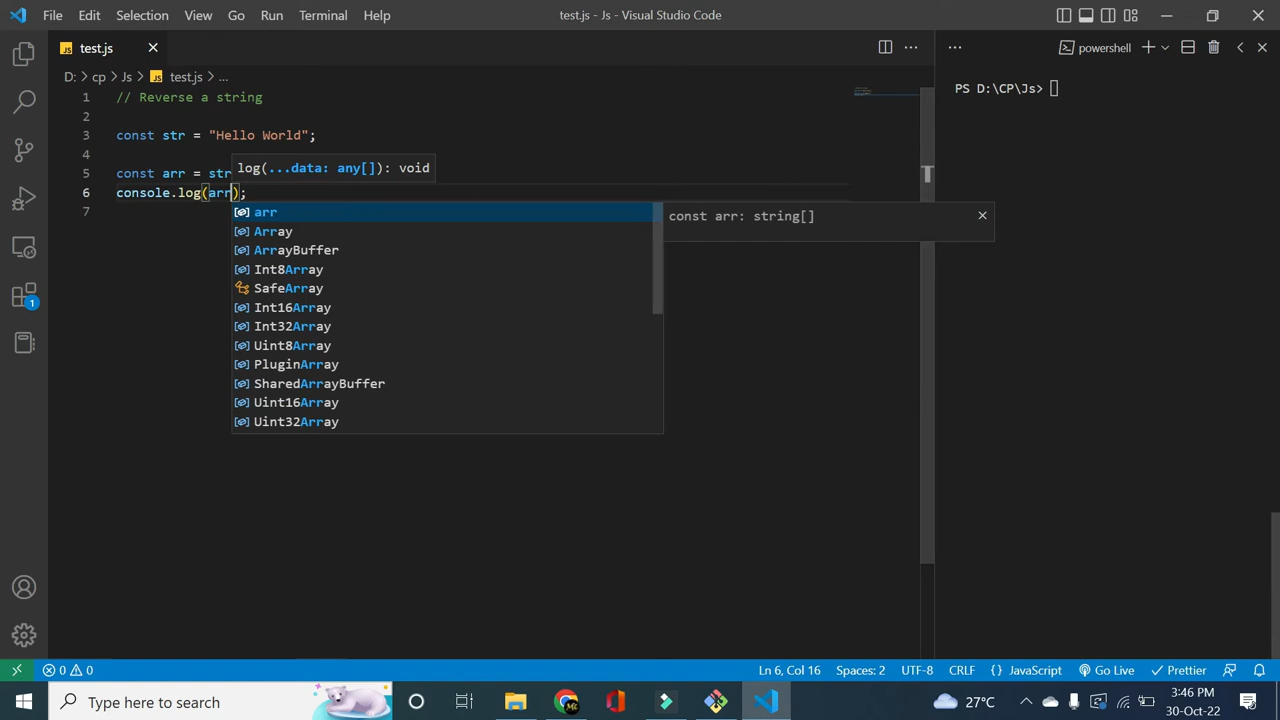 File Edit Selection View Go Run Terminal Help
test.js - Js - Visual Studio Code
JS test.js
powershell
D: > cp > Js > JS test.js > ...
1 // Reverse a string
2
3 const str = "Hello World";
4
5 const arr = str
6 console.log(arr);
7
log(...data: any[]): void
arr
Array
ArrayBuffer
Int8Array
SafeArray
Int16Array
Int32Array
Uint8Array
PluginArray
SharedArrayBuffer
Uint16Array
Uint32Array
const arr: string[]
PS D:\CP\Js>
1
0 0
Ln 6, Col 16 Spaces: 2 UTF-8 CRLF {} JavaScript Go Live Prettier
Type here to search
27°C
3:46 PM
30-Oct-22